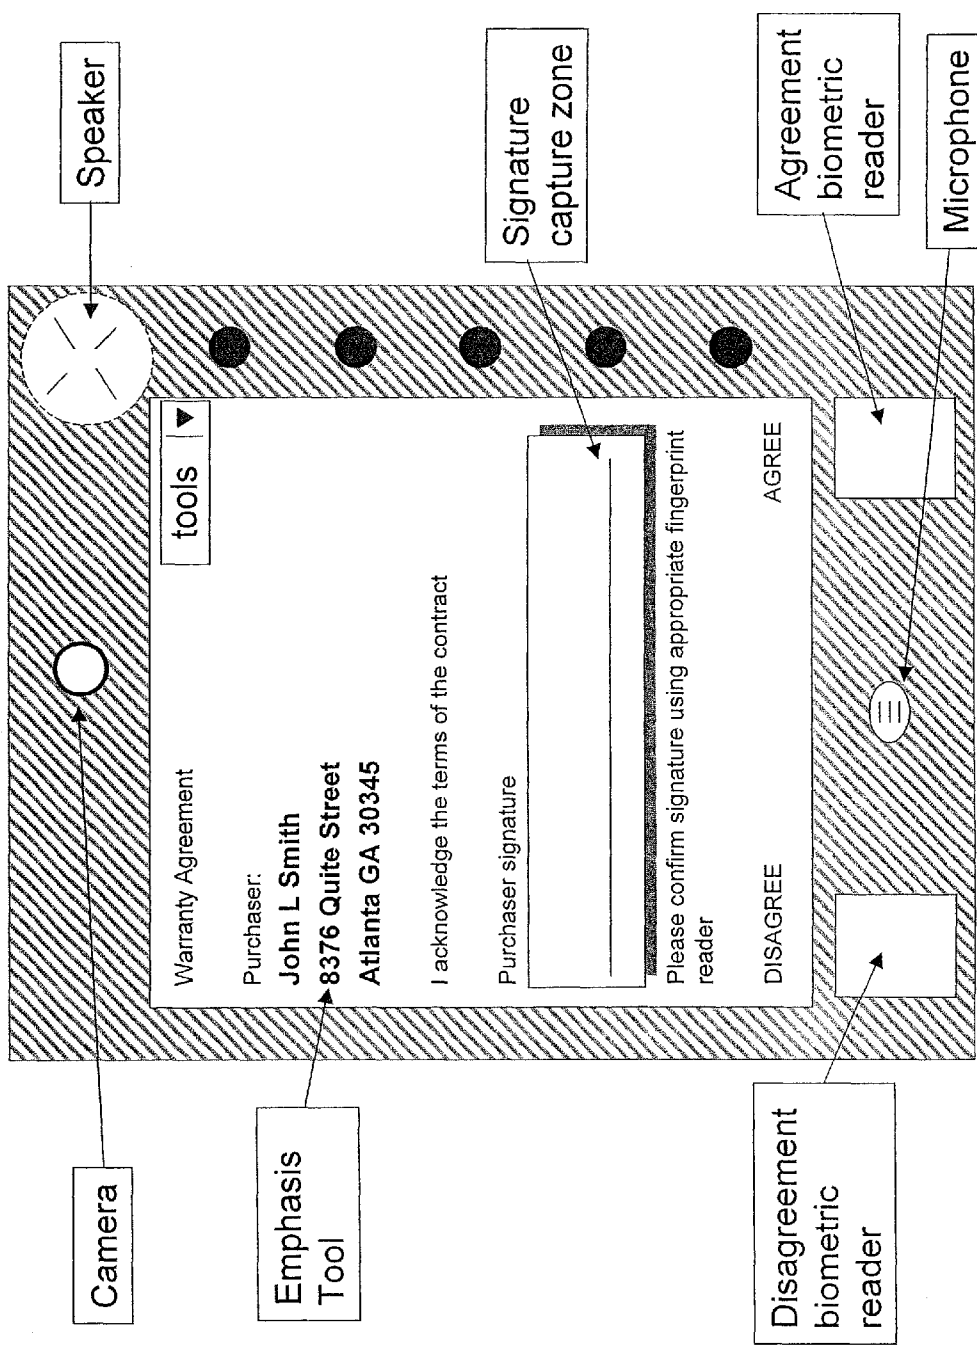 Camera
Speaker
Emphasis
Tool
tools
Warranty Agreement
Purchaser:
John L Smith
8376 Quite Street
Atlanta GA 30345
I acknowledge the terms of the contract
Purchaser signature
Signature
capture zone
Please confirm signature using appropriate fingerprint
reader
DISAGREE
AGREE
Disagreement
biometric
reader
Agreement
biometric
reader
Microphone